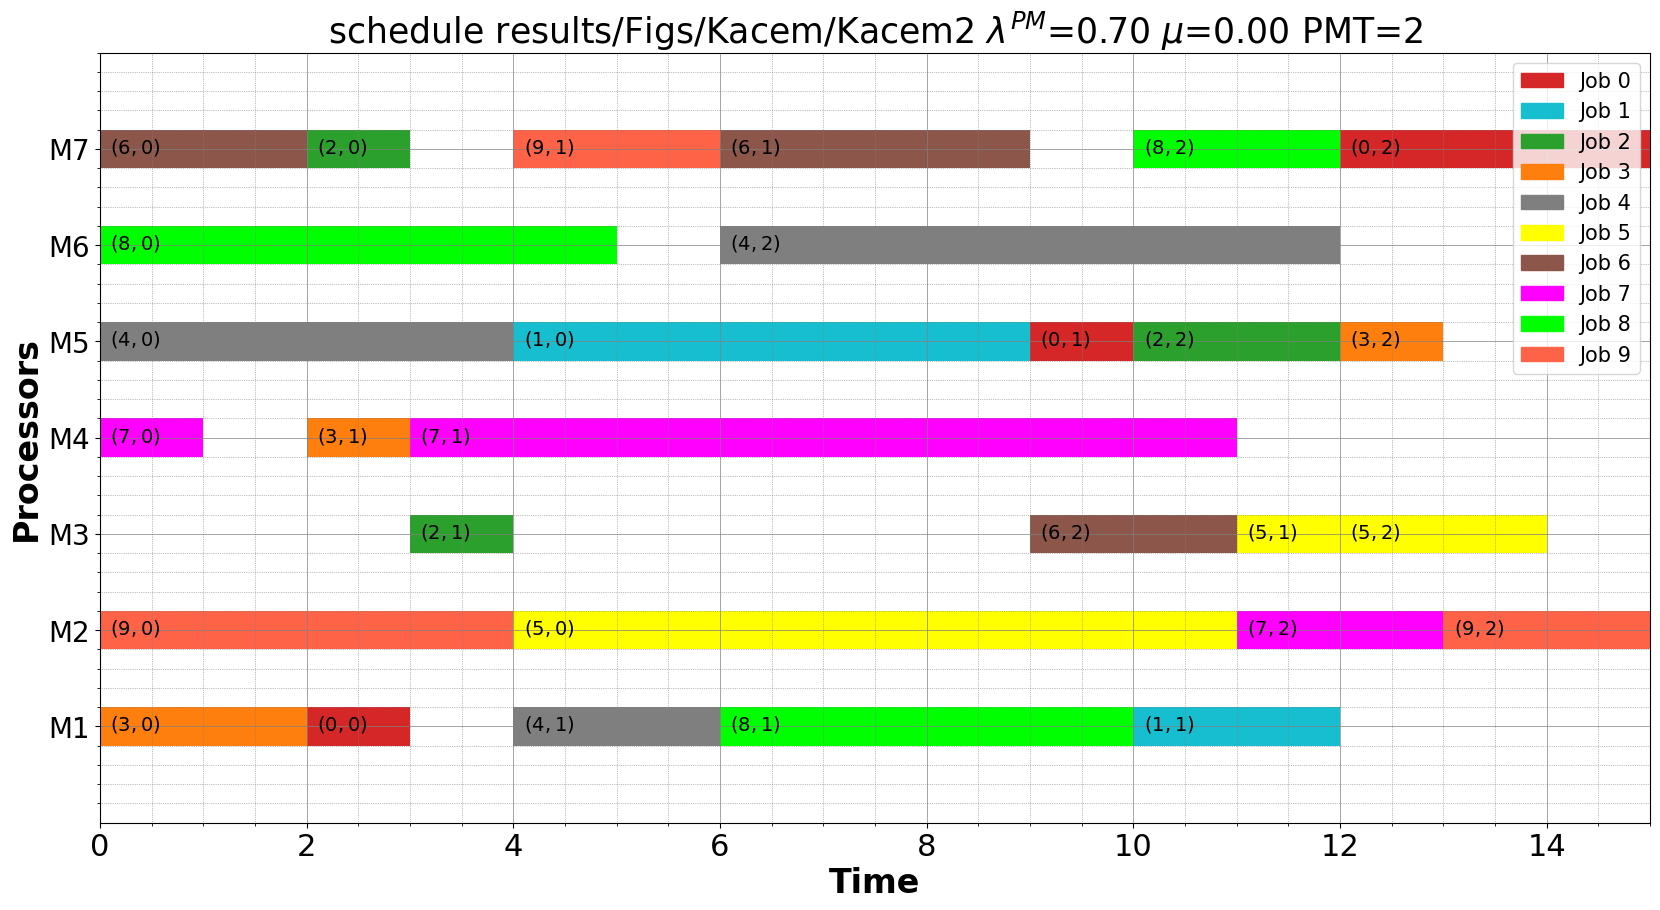 schedule results/Figs/Kacem/Kacem2 λ^PM=0.70 μ=0.00 PMT=2
Job 0
Job 1
Job 2
Job 3
Job 4
Job 5
Job 6
Job 7
Job 8
Job 9
M7 (6, 0) (2, 0) (9, 1) (6, 1) (8, 2) (0, 2)
M6 (8, 0) (4, 2)
M5 (4, 0) (1, 0) (0, 1) (2, 2) (3, 2)
M4 (7, 0) (3, 1) (7, 1)
M3 (2, 1) (6, 2) (5, 1) (5, 2)
M2 (9, 0) (5, 0) (7, 2) (9, 2)
M1 (3, 0) (0, 0) (4, 1) (8, 1) (1, 1)
Processors
0 2 4 6 8 10 12 14
Time